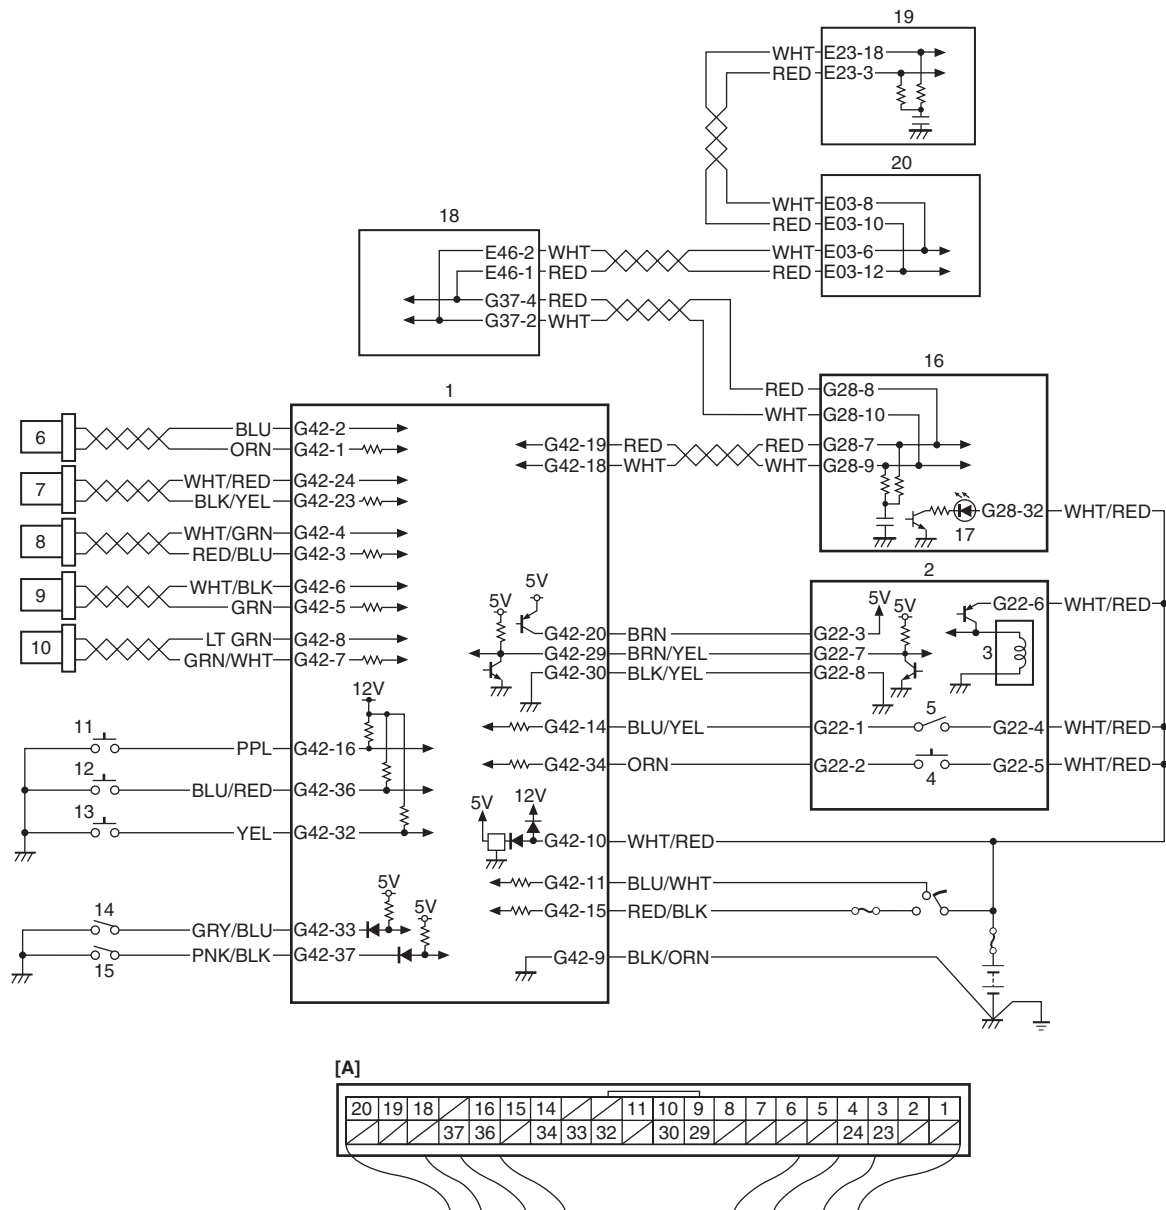 19
WHT E23-18
RED E23-3
20
18
WHT E03-8
RED E03-10
E46-2 WHT WHT E03-6
E46-1 RED RED E03-12
G37-4 RED
G37-2 WHT
16
1
RED G28-8
WHT G28-10
6 BLU G42-2
ORN G42-1
G42-19 RED RED G28-7
G42-18 WHT WHT G28-9
7 WHT/RED G42-24
BLK/YEL G42-23
G28-32 WHT/RED
17
8 WHT/GRN G42-4
RED/BLU G42-3
2
9 WHT/BLK G42-6
GRN G42-5
5V 5V
5V 5V
G22-6 WHT/RED
10 LT GRN G42-8
GRN/WHT G42-7
G42-20 BRN G22-3
G42-29 BRN/YEL G22-7 3
G42-30 BLK/YEL G22-8
12V
5
11 PPL G42-16
G42-14 BLU/YEL G22-1 G22-4 WHT/RED
12 BLU/RED G42-36
G42-34 ORN G22-2 G22-5 WHT/RED
4
13 YEL G42-32
5V 12V
G42-10 WHT/RED
5V
G42-11 BLU/WHT
5V
14 GRY/BLU G42-33
G42-15 RED/BLK
15 PNK/BLK G42-37
G42-9 BLK/ORN
[A]
20 19 18 16 15 14 11 10 9 8 7 6 5 4 3 2 1
37 36 34 33 32 30 29 24 23